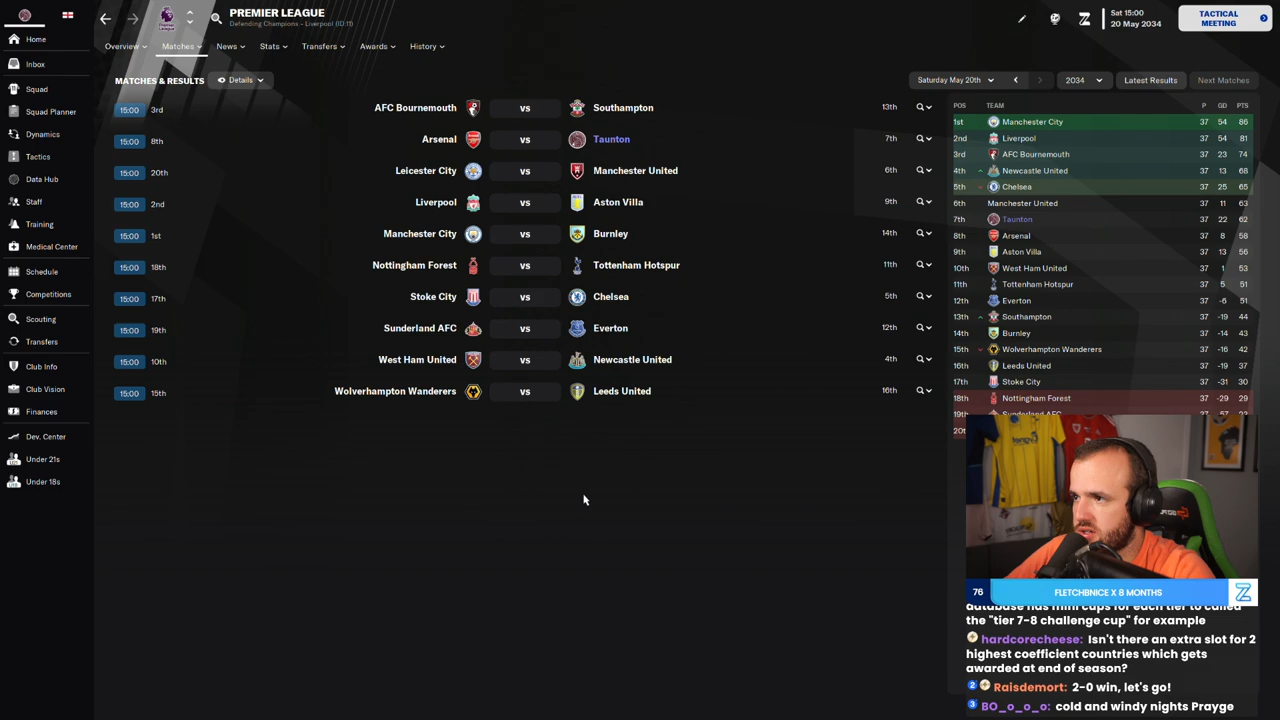 PREMIER LEAGUE
Defending Champions - Liverpool (ID:11)
Sat 15:00
20 May 2034
TACTICAL
MEETING
Overview Matches News Stats Transfers Awards History
Home
Inbox
Squad
Squad Planner
Dynamics
Tactics
Data Hub
Staff
Training
Medical Center
Schedule
Competitions
Scouting
Transfers
Club Info
Club Vision
Finances
Dev. Center
Under 21s
Under 18s
MATCHES & RESULTS Details
Saturday May 20th 2034 Latest Results Next Matches
15:00 3rd AFC Bournemouth vs Southampton 13th
15:00 8th Arsenal vs Taunton 7th
15:00 20th Leicester City vs Manchester United 6th
15:00 2nd Liverpool vs Aston Villa 9th
15:00 1st Manchester City vs Burnley 14th
15:00 18th Nottingham Forest vs Tottenham Hotspur 11th
15:00 17th Stoke City vs Chelsea 5th
15:00 19th Sunderland AFC vs Everton 12th
15:00 10th West Ham United vs Newcastle United 4th
15:00 15th Wolverhampton Wanderers vs Leeds United 16th
POS TEAM P GD PTS
1st Manchester City 37 54 86
2nd Liverpool 37 54 81
3rd AFC Bournemouth 37 23 74
4th Newcastle United 37 13 68
5th Chelsea 37 25 65
6th Manchester United 37 11 63
7th Taunton 37 22 62
8th Arsenal 37 8 58
9th Aston Villa 37 13 56
10th West Ham United 37 1 53
11th Tottenham Hotspur 37 5 51
12th Everton 37 -6 51
13th Southampton 37 -19 44
14th Burnley 37 -14 43
15th Wolverhampton Wanderers 37 -16 42
16th Leeds United 37 -19 37
17th Stoke City 37 -31 30
18th Nottingham Forest 37 -29 29
19th Sunderland AFC 37 -57
76 FLETCHBNICE X 8 MONTHS
database has mini cups for each tier to called
the "tier 7-8 challenge cup" for example
hardcorecheese: Isn't there an extra slot for 2
highest coefficient countries which gets
awarded at end of season?
2 Raisdemort: 2-0 win, let's go!
3 BO_o_o_o: cold and windy nights Prayge